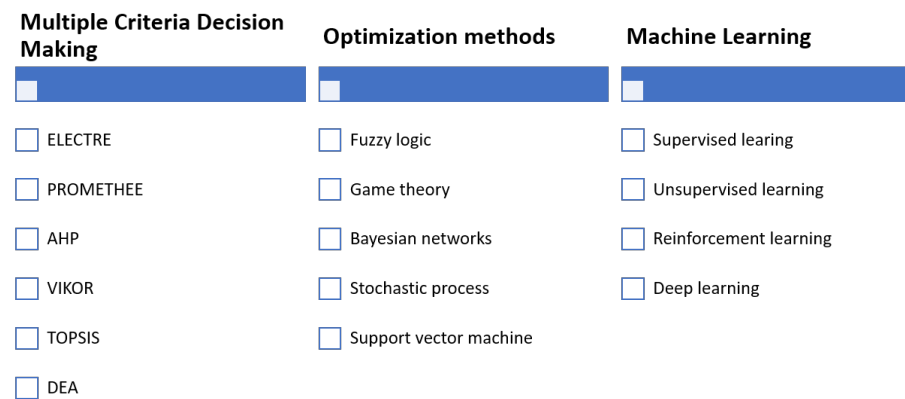 Multiple Criteria Decision
Making
ELECTRE
PROMETHEE
AHP
VIKOR
TOPSIS
DEA
Optimization methods
Fuzzy logic
Game theory
Bayesian networks
Stochastic process
Support vector machine
Machine Learning
Supervised learing
Unsupervised learning
Reinforcement learning
Deep learning